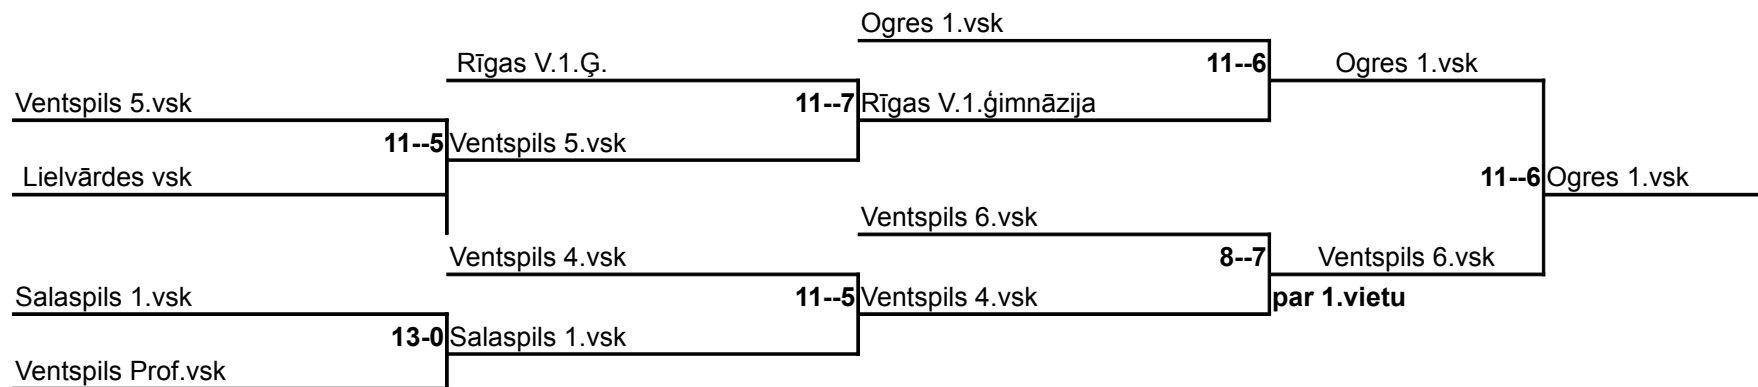 Ogres 1.vsk
Rīgas V.1.Ģ.
11--6
Ogres 1.vsk
Ventspils 5.vsk
11--7
Rīgas V.1.ģimnāzija
11--5
Ventspils 5.vsk
Lielvārdes vsk
11--6
Ogres 1.vsk
Ventspils 6.vsk
Ventspils 4.vsk
8--7
Ventspils 6.vsk
Salaspils 1.vsk
11--5
Ventspils 4.vsk
par 1.vietu
13-0
Salaspils 1.vsk
Ventspils Prof.vsk